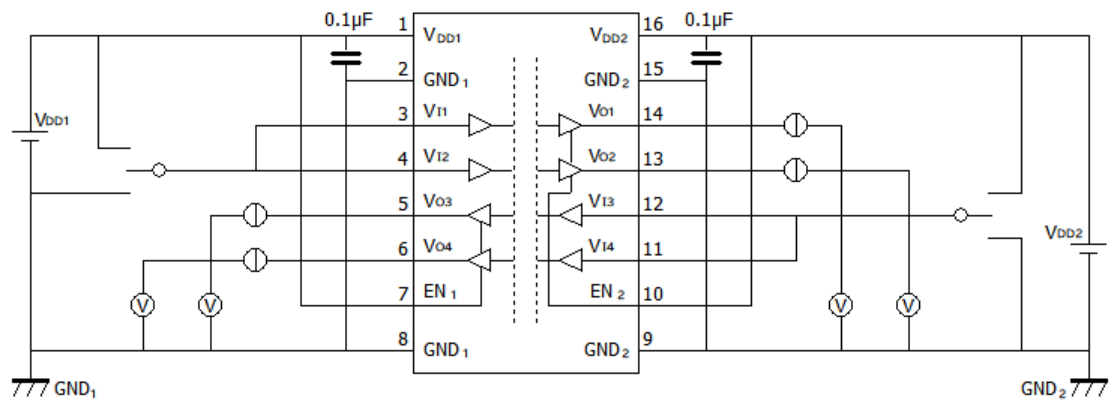 0.1µF 1 16 0.1µF
VDD1 VDD2
2 15
GND1 GND2
VDD1 3 VI1 VO1 14
4 VI2 VO2 13
5 VO3 VI3 12
VDD2
6 VO4 VI4 11
V V 7 EN1 EN2 10 V V
8 GND1 GND2 9
GND1 GND2